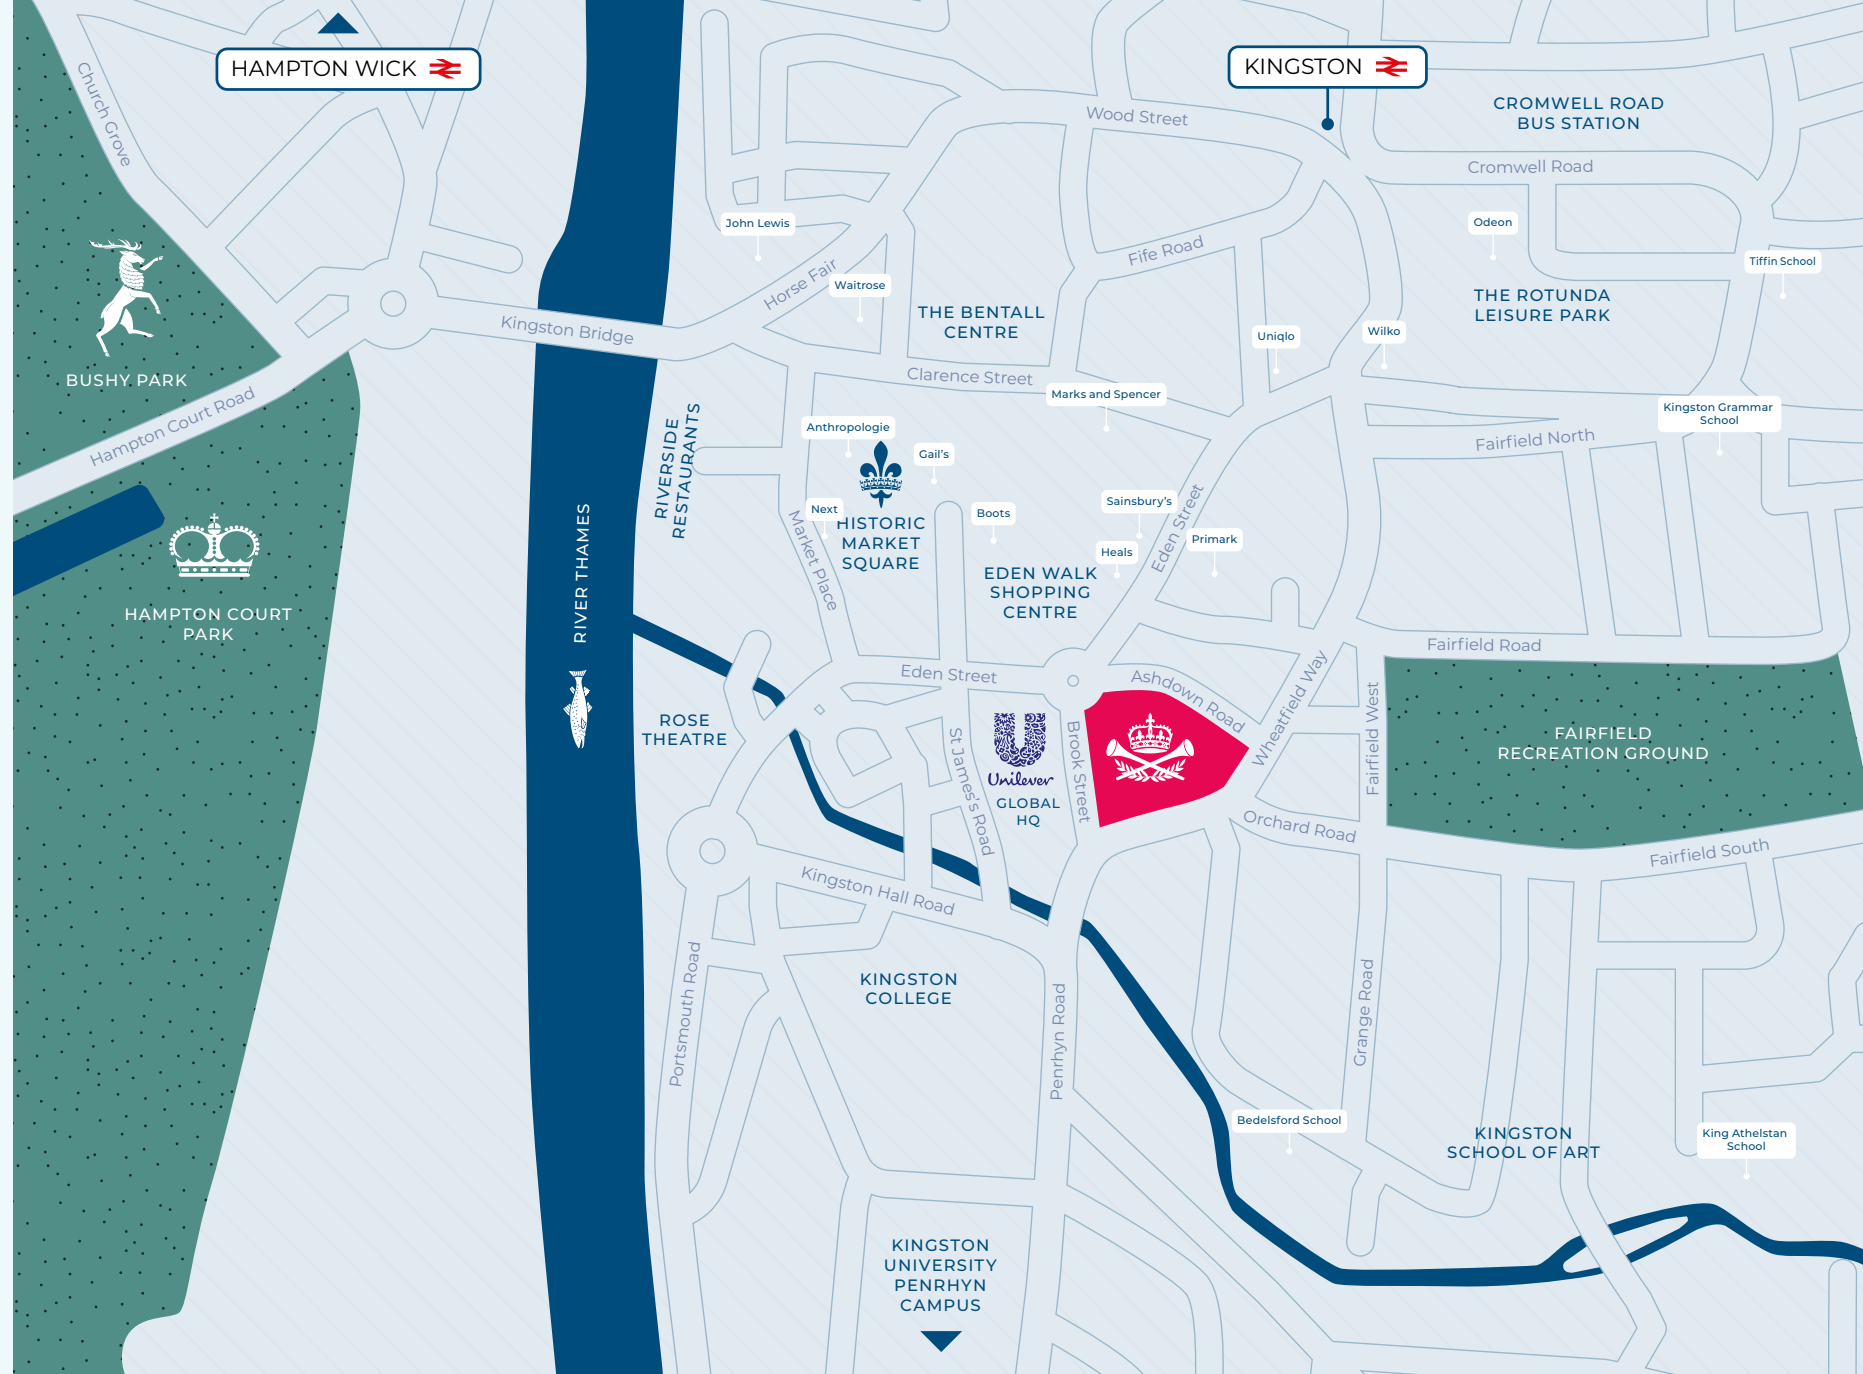 HAMPTON WICK
KINGSTON
CROMWELL ROAD
BUS STATION
Church Grove
Wood Street
Cromwell Road
John Lewis
Odeon
Fife Road
Tiffin School
Horse Fair
Waitrose
THE ROTUNDA
LEISURE PARK
THE BENTALL
CENTRE
Kingston Bridge
Uniqlo
Wilko
BUSHY PARK
Clarence Street
Marks and Spencer
Hampton Court Road
RIVERSIDE
RESTAURANTS
Anthropologie
Kingston Grammar
School
Fairfield North
Gail's
Next
HISTORIC
MARKET
SQUARE
Boots
Sainsbury's
Eden Street
Primark
Heals
Market Place
EDEN WALK
SHOPPING
CENTRE
RIVER THAMES
HAMPTON COURT
PARK
Fairfield Road
Eden Street
Ashdown Road
Wheatfield Way
Fairfield West
ROSE
THEATRE
St James's Road
Unilever
GLOBAL
HQ
Brook Street
FAIRFIELD
RECREATION GROUND
Orchard Road
Fairfield South
Kingston Hall Road
Portsmouth Road
KINGSTON
COLLEGE
Penrhyn Road
Grange Road
Bedelsford School
KINGSTON
SCHOOL OF ART
King Athelstan
School
KINGSTON
UNIVERSITY
PENRHYN
CAMPUS